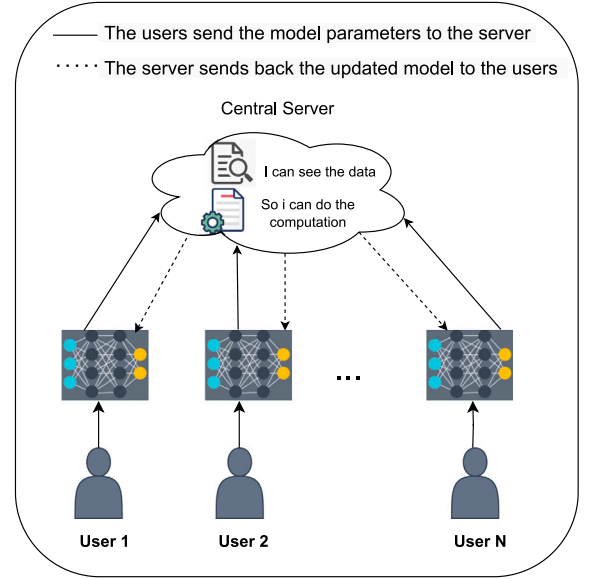 The users send the model parameters to the server
The server sends back the updated model to the users
Central Server
I can see the data
So i can do the
computation
...
User 1
User 2
User N